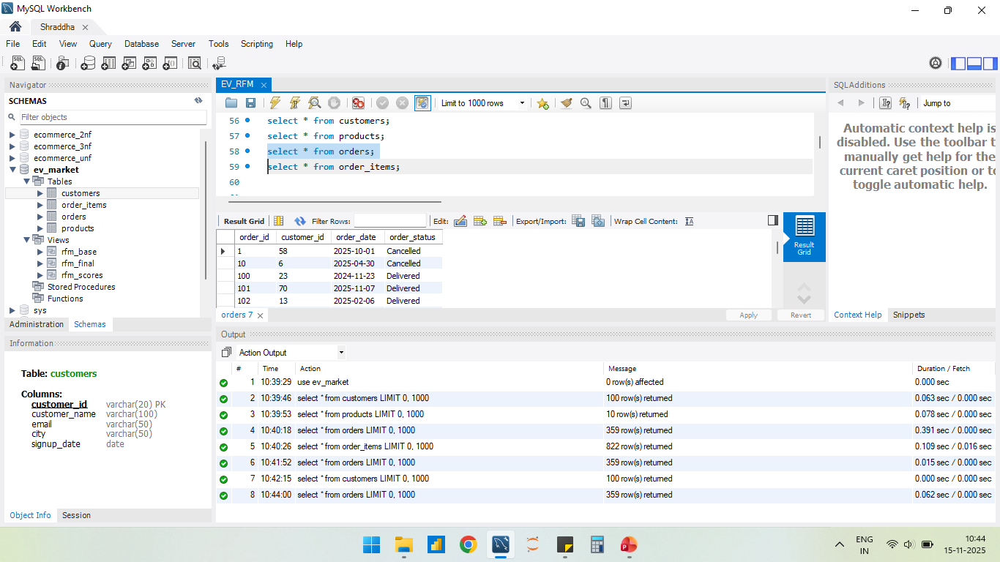 MySQL Workbench
Shraddha
File Edit View Query Database Server Tools Scripting Help
Navigator
SCHEMAS
Filter objects
ecommerce_2nf
ecommerce_3nf
ecommerce_unf
ev_market
Tables
customers
order_items
orders
products
Views
rfm_base
rfm_final
rfm_scores
Stored Procedures
Functions
sys
Administration Schemas
Information
Table: customers
Columns:
customer_id varchar(20) PK
customer_name varchar(100)
email varchar(50)
city varchar(50)
signup_date date
Object Info Session
EV_RFM
Limit to 1000 rows
56 select * from customers;
57 select * from products;
58 select * from orders;
59 select * from order_items;
60
Result Grid Filter Rows: Edit: Export/Import: Wrap Cell Content:
order_id customer_id order_date order_status
1 58 2025-10-01 Cancelled
10 6 2025-04-30 Cancelled
100 23 2024-11-23 Delivered
101 70 2025-11-07 Delivered
102 13 2025-02-06 Delivered
Result
Grid
orders 7
Apply Revert
SQLAdditions
Jump to
Automatic context help is
disabled. Use the toolbar t
manually get help for the
current caret position or to
toggle automatic help.
Context Help Snippets
Output
Action Output
# Time Action Message Duration / Fetch
1 10:39:29 use ev_market 0 row(s) affected 0.000 sec
2 10:39:46 select * from customers LIMIT 0, 1000 100 row(s) returned 0.063 sec / 0.000 sec
3 10:39:53 select * from products LIMIT 0, 1000 10 row(s) returned 0.078 sec / 0.000 sec
4 10:40:18 select * from orders LIMIT 0, 1000 359 row(s) returned 0.391 sec / 0.000 sec
5 10:40:26 select * from order_items LIMIT 0, 1000 822 row(s) returned 0.109 sec / 0.016 sec
6 10:41:52 select * from orders LIMIT 0, 1000 359 row(s) returned 0.015 sec / 0.000 sec
7 10:42:15 select * from customers LIMIT 0, 1000 100 row(s) returned 0.000 sec / 0.000 sec
8 10:44:00 select * from orders LIMIT 0, 1000 359 row(s) returned 0.062 sec / 0.000 sec
ENG
IN
10:44
15-11-2025